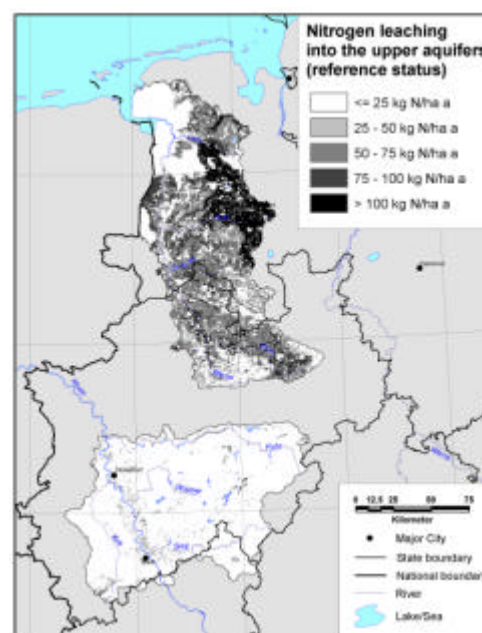 Nitrogen leaching
into the upper aquifers
(reference status)
<= 25 kg N/ha a
25 - 50 kg N/ha a
50 - 75 kg N/ha a
75 - 100 kg N/ha a
> 100 kg N/ha a
0 12,5 25 50 75
Kilometer
Major City
State boundary
National boundary
River
Lake/Sea